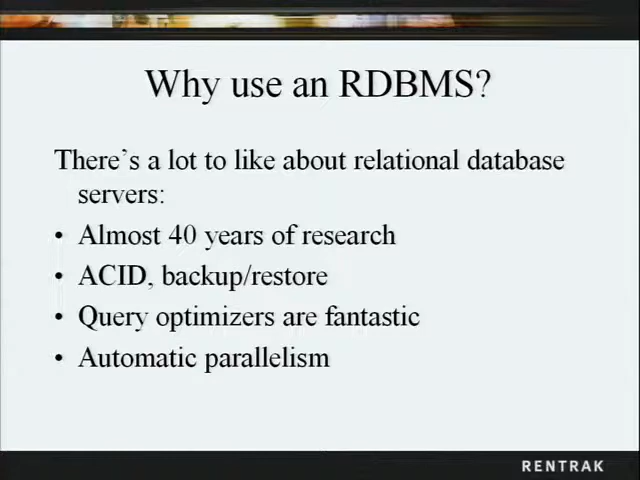 Why use an RDBMS?
There's a lot to like about relational database
servers:
• Almost 40 years of research
• ACID, backup/restore
• Query optimizers are fantastic
• Automatic parallelism
RENTRAK